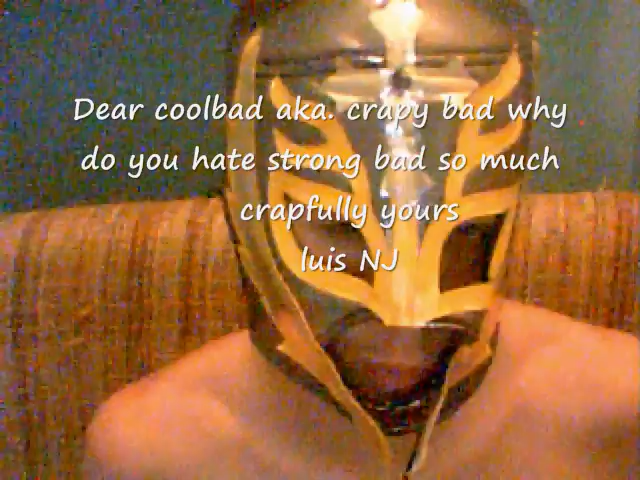 Dear coolbad aka. crapy bad why
do you hate strong bad so much
crapfully yours
luis NJ